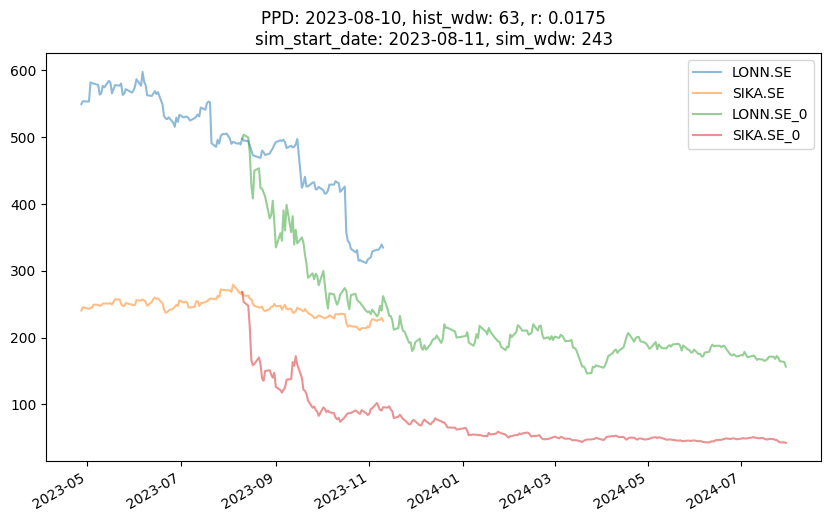 PPD: 2023-08-10, hist_wdw: 63, r: 0.0175
sim_start_date: 2023-08-11, sim_wdw: 243
LONN.SE
SIKA.SE
LONN.SE_0
SIKA.SE_0
600
500
400
300
200
100
2023-05
2023-07
2023-09
2023-11
2024-01
2024-03
2024-05
2024-07